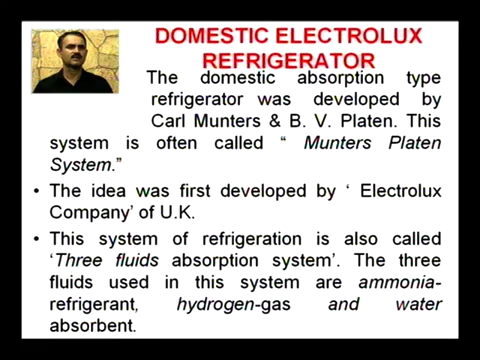 DOMESTIC ELECTROLUX
REFRIGERATOR
The domestic absorption type
refrigerator was developed by
Carl Munters & B. V. Platen. This
system is often called “ Munters Platen
System.”
• The idea was first developed by ‘ Electrolux
Company’ of U.K.
• This system of refrigeration is also called
‘Three fluids absorption system’. The three
fluids used in this system are ammonia-
refrigerant, hydrogen-gas and water
absorbent.